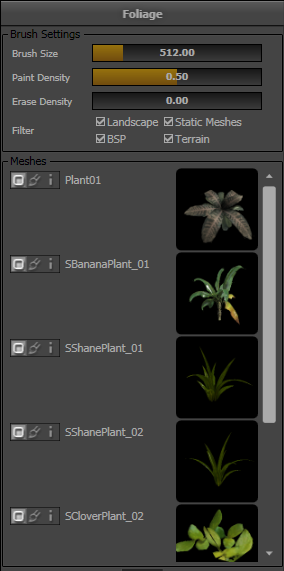 Foliage
Brush Settings
Brush Size 512.00
Paint Density 0.50
Erase Density 0.00
Filter Landscape Static Meshes
BSP Terrain
Meshes
Plant01
SBananaPlant_01
SShanePlant_01
SShanePlant_02
SCloverPlant_02